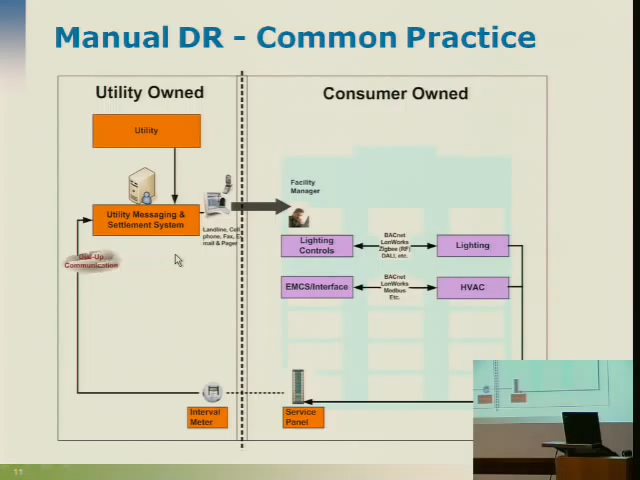 Manual DR - Common Practice
Utility Owned
Consumer Owned
Utility
Facility
Manager
Utility Messaging &
Settlement System
Landline, Cell
phone, Fax, E-
mail & Pager
Lighting
Controls
BACnet
LonWorks
Zigbee (RF)
DALI, etc.
Lighting
Dial-Up
Communication
EMCS/Interface
BACnet
LonWorks
Modbus
Etc.
HVAC
Interval
Meter
Service
Panel
11